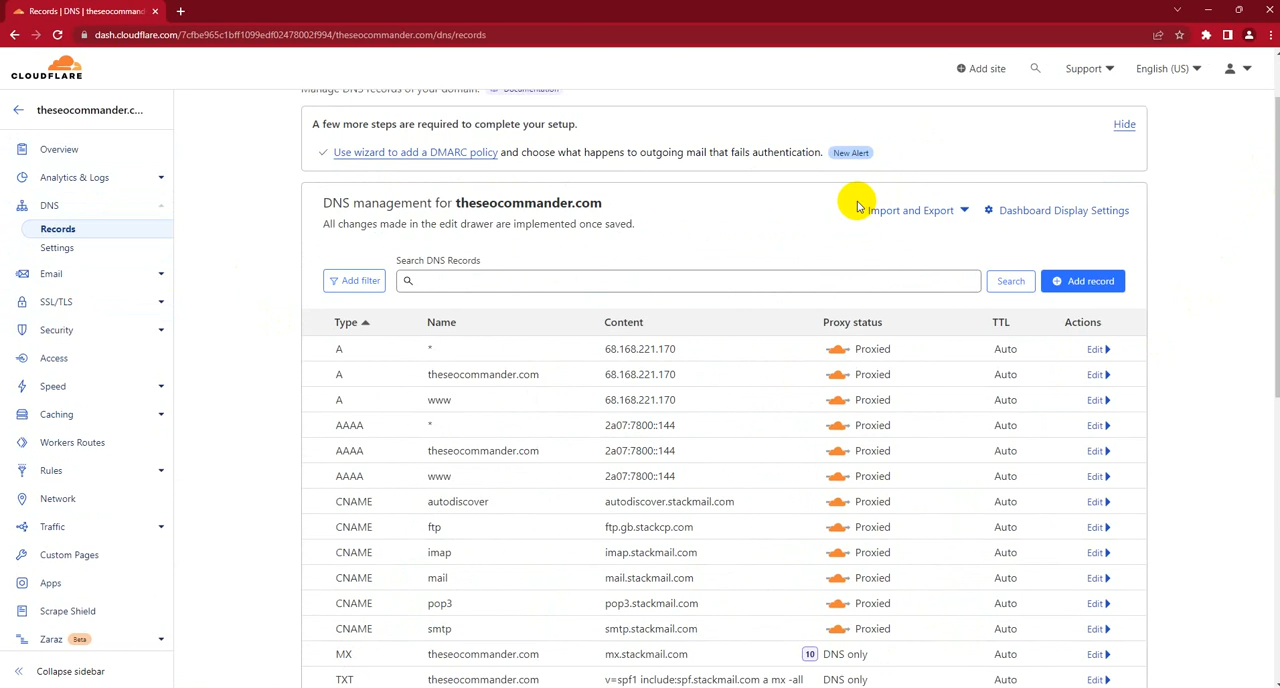 Records | DNS | theseocommand
dash.cloudflare.com/7cfbe965c1bff1099edf02478002f994/theseocommander.com/dns/records
CLOUDFLARE
Add site
Support
English (US)
theseocommander.c...
Overview
Analytics & Logs
DNS
Records
Settings
Email
SSL/TLS
Security
Access
Speed
Caching
Workers Routes
Rules
Network
Traffic
Custom Pages
Apps
Scrape Shield
Zaraz Beta
Collapse sidebar
Manage DNS records of your domain. Documentation
A few more steps are required to complete your setup. Hide
Use wizard to add a DMARC policy and choose what happens to outgoing mail that fails authentication. New Alert
DNS management for theseocommander.com
Import and Export Dashboard Display Settings
All changes made in the edit drawer are implemented once saved.
Search DNS Records
Add filter Search Add record
Type Name Content Proxy status TTL Actions
A * 68.168.221.170 Proxied Auto Edit
A theseocommander.com 68.168.221.170 Proxied Auto Edit
A www 68.168.221.170 Proxied Auto Edit
AAAA * 2a07:7800::144 Proxied Auto Edit
AAAA theseocommander.com 2a07:7800::144 Proxied Auto Edit
AAAA www 2a07:7800::144 Proxied Auto Edit
CNAME autodiscover autodiscover.stackmail.com Proxied Auto Edit
CNAME ftp ftp.gb.stackcp.com Proxied Auto Edit
CNAME imap imap.stackmail.com Proxied Auto Edit
CNAME mail mail.stackmail.com Proxied Auto Edit
CNAME pop3 pop3.stackmail.com Proxied Auto Edit
CNAME smtp smtp.stackmail.com Proxied Auto Edit
MX theseocommander.com mx.stackmail.com 10 DNS only Auto Edit
TXT theseocommander.com v=spf1 include:spf.stackmail.com a mx -all DNS only Auto Edit